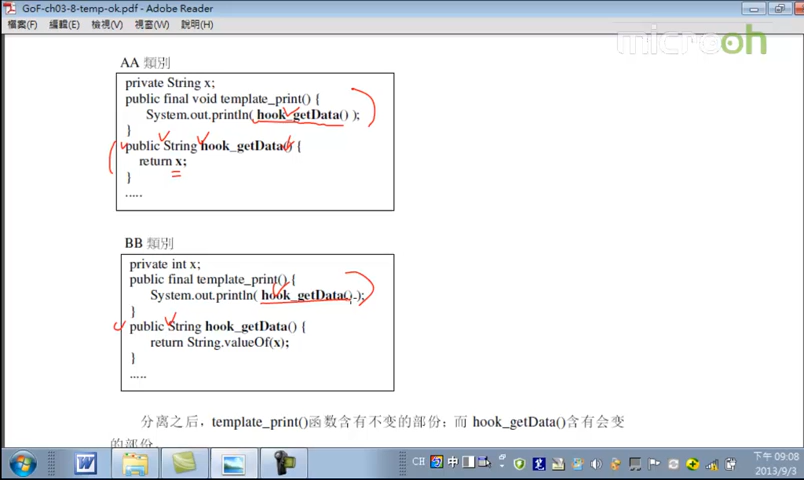 GoF-ch03-8-temp-ok.pdf - Adobe Reader
檔案(F) 編輯(E) 檢視(V) 視窗(W) 說明(H)
microoh
AA 類別
private String x;
public final void template_print() {
System.out.println( hook_getData() );
}
public String hook_getData() {
return x;
}
.....
BB 類別
private int x;
public final template_print() {
System.out.println( hook_getData() );
}
public String hook_getData() {
return String.valueOf(x);
}
.....
分离之后，template_print()函数含有不变的部份；而 hook_getData()含有会变
的部份。
CH 中
下午 09:08
2013/9/3